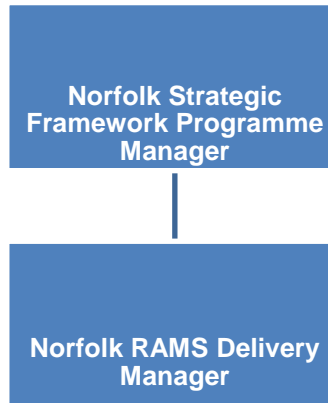 Norfolk Strategic
Framework Programme
Manager
Norfolk RAMS Delivery
Manager